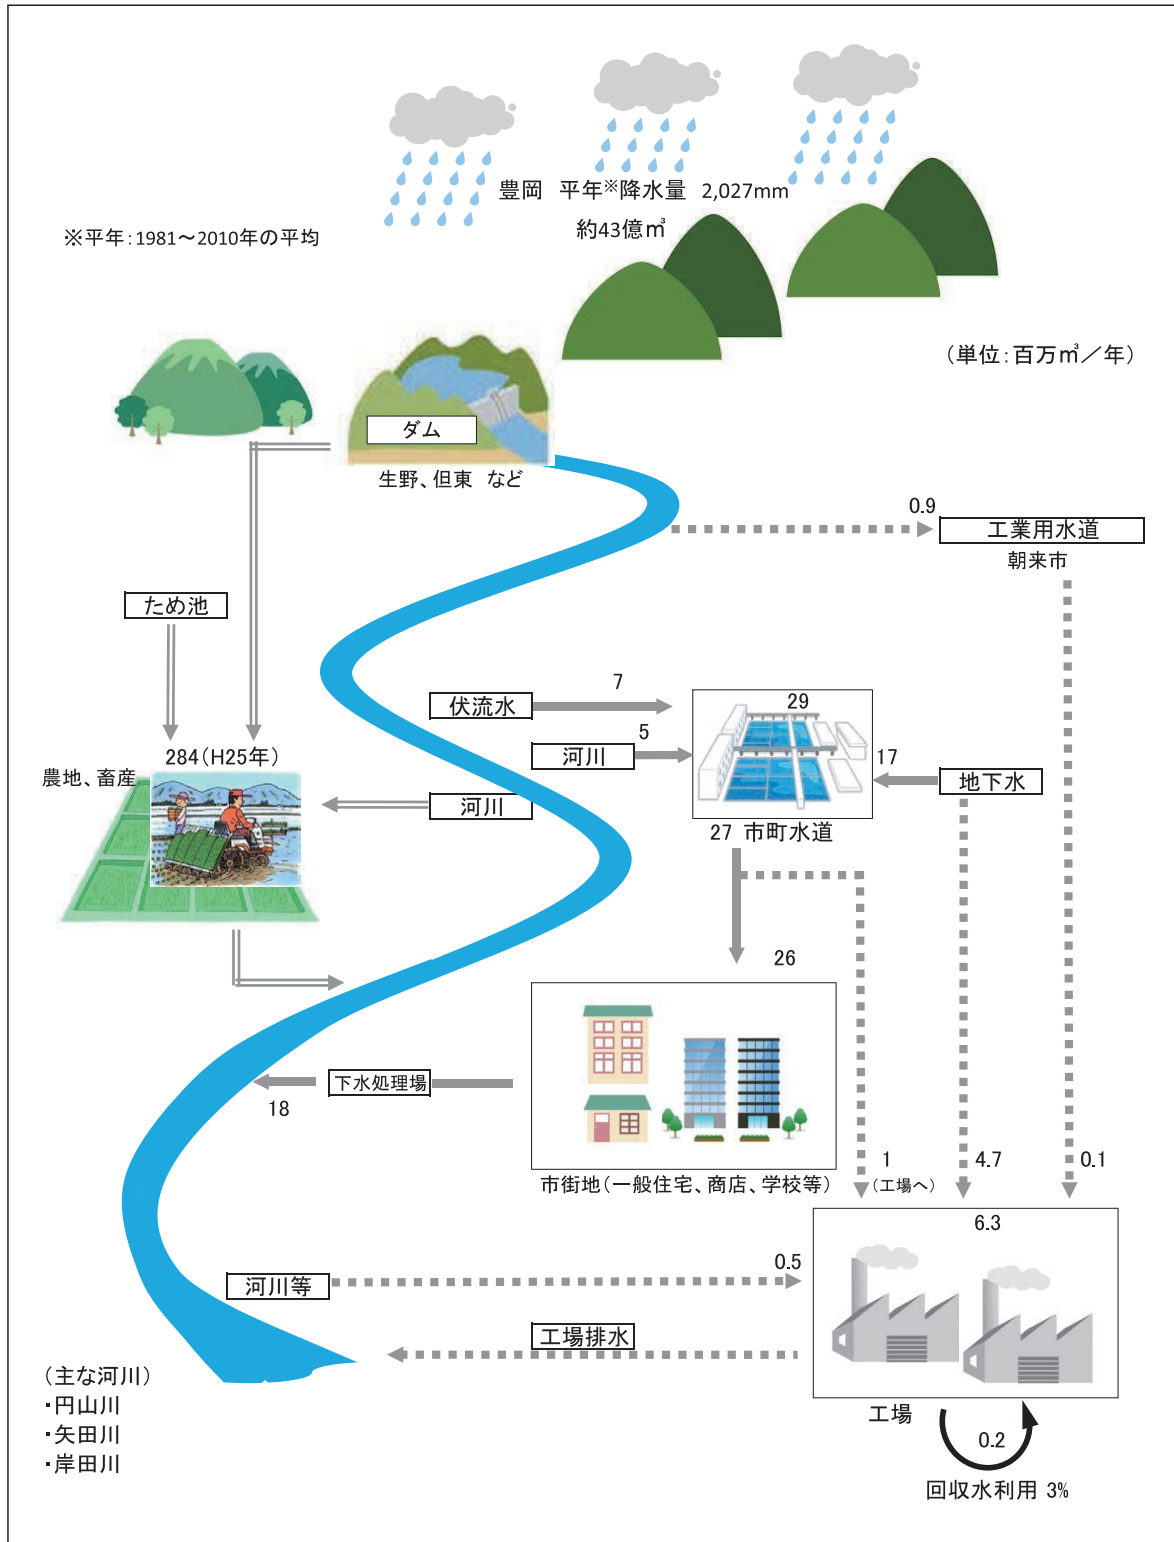 豊岡 平年※降水量 2,027mm
約43億㎥
※平年：1981～2010年の平均
（単位：百万㎥／年）
ダム
生野、但東 など
0.9
工業用水道
朝来市
ため池
伏流水
7
29
河川
5
17
地下水
284(H25年)
農地、畜産
河川
27 市町水道
26
下水処理場
18
市街地(一般住宅、商店、学校等)
1
(工場へ)
4.7
0.1
6.3
河川等
0.5
工場排水
工場
0.2
回収水利用 3%
(主な河川)
・円山川
・矢田川
・岸田川